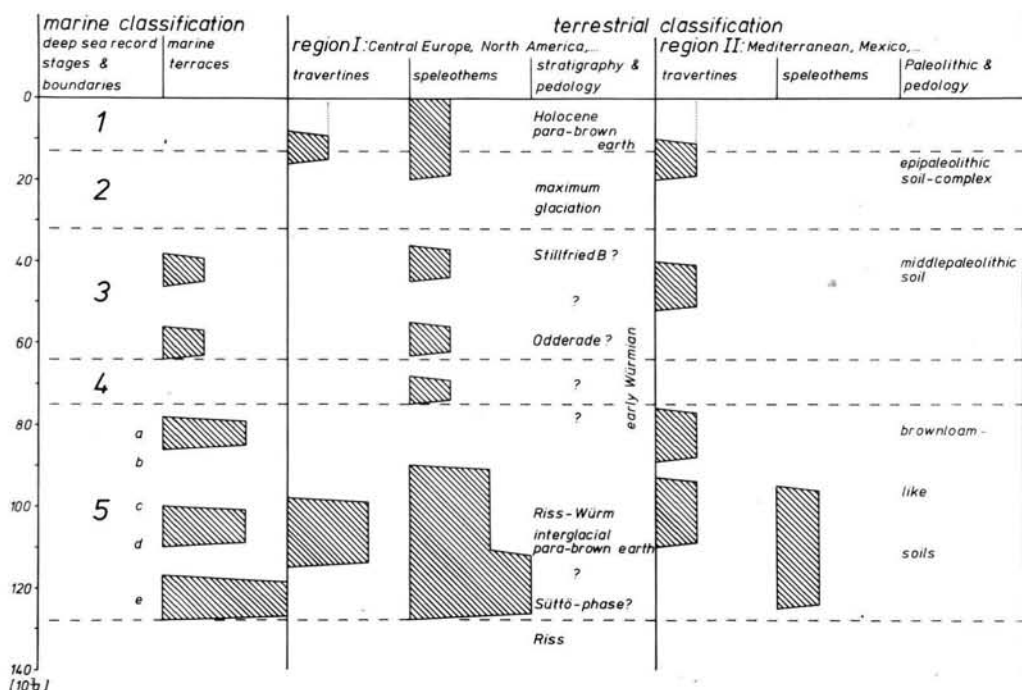 marine classification
terrestrial classification
deep sea record
stages &
boundaries
marine
terraces
region I: Central Europe, North America,...
region II: Mediterranean, Mexico,...
travertines
speleothems
stratigraphy &
pedology
travertines
speleothems
Paleolithic &
pedology
0
20
40
60
80
100
120
140
1
2
3
4
5
a
b
c
d
e
Holocene
para-brown
earth
maximum
glaciation
Stillfried B ?
?
Odderade ?
?
?
early Würmian
Riss-Würm
interglacial
para-brown earth
?
Süttö-phase?
Riss
epipaleolithic
soil-complex
middlepaleolithic
soil
brownloam -
like
soils